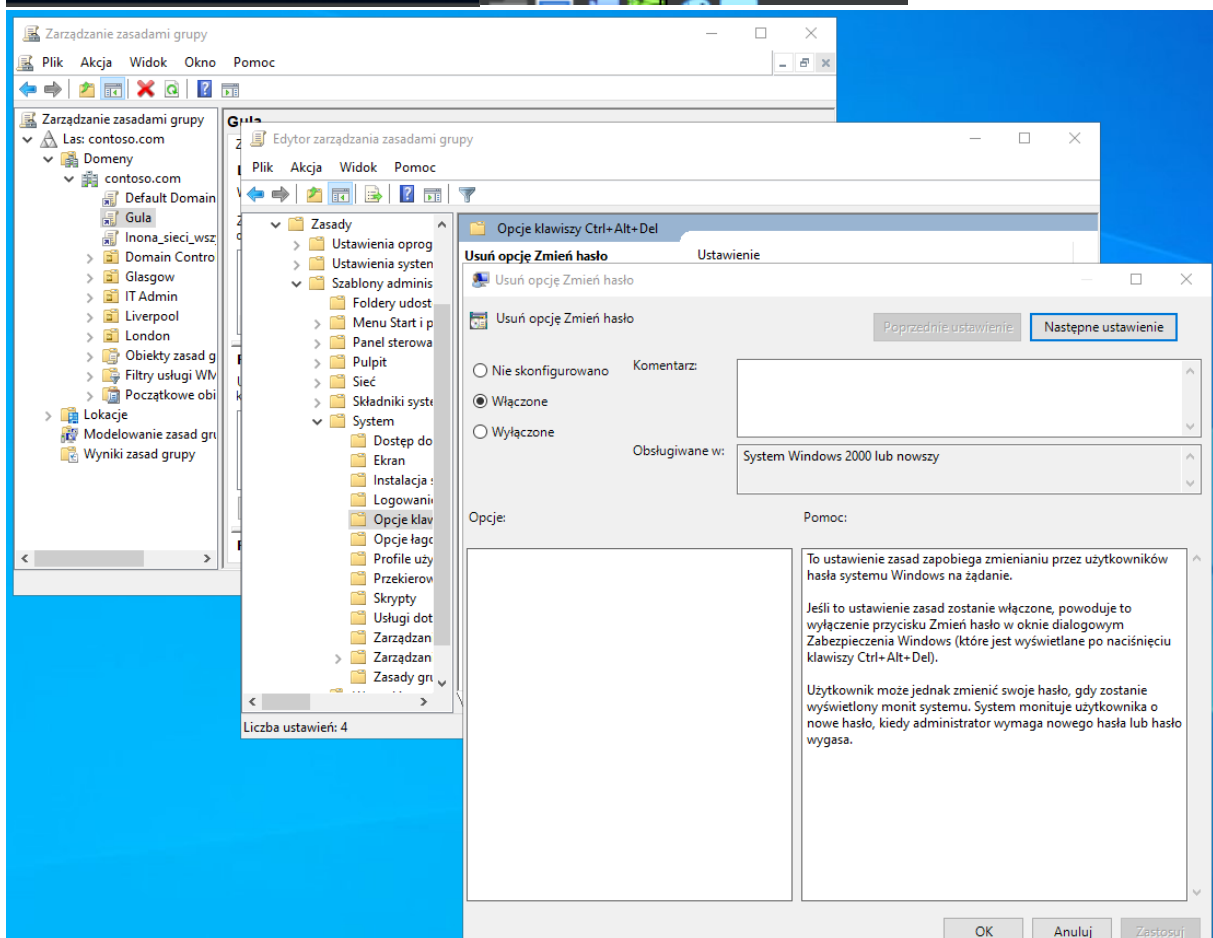 Zarządzanie zasadami grupy
Plik Akcja Widok Okno Pomoc
Zarządzanie zasadami grupy
Las: contoso.com
Domeny
contoso.com
Default Domain
Gula
Inona_sieci_wsz
Domain Contro
Glasgow
IT Admin
Liverpool
London
Obiekty zasad g
Filtry usługi WM
Początkowe obi
Lokacje
Modelowanie zasad gru
Wyniki zasad grupy
Gula
Edytor zarządzania zasadami grupy
Plik Akcja Widok Pomoc
Zasady
Ustawienia oprog
Ustawienia systen
Szablony adminis
Foldery udost
Menu Start i p
Panel sterowa
Pulpit
Sieć
Składniki syste
System
Dostęp do
Ekran
Instalacja s
Logowanie
Opcje klaw
Opcje łago
Profile uży
Przekierow
Skrypty
Usługi dot
Zarządzan
Zarządzan
Zasady gru
Liczba ustawień: 4
Opcje klawiszy Ctrl+Alt+Del
Usuń opcję Zmień hasło
Ustawienie
Usuń opcję Zmień hasło
Usuń opcję Zmień hasło
Poprzednie ustawienie
Następne ustawienie
Nie skonfigurowano
Włączone
Wyłączone
Komentarz:
Obsługiwane w:
System Windows 2000 lub nowszy
Opcje:
Pomoc:
To ustawienie zasad zapobiega zmienianiu przez użytkowników
hasła systemu Windows na żądanie.
Jeśli to ustawienie zasad zostanie włączone, powoduje to
wyłączenie przycisku Zmień hasło w oknie dialogowym
Zabezpieczenia Windows (które jest wyświetlane po naciśnięciu
klawiszy Ctrl+Alt+Del).
Użytkownik może jednak zmienić swoje hasło, gdy zostanie
wyświetlony monit systemu. System monituje użytkownika o
nowe hasło, kiedy administrator wymaga nowego hasła lub hasło
wygasa.
OK
Anuluj
Zastosuj